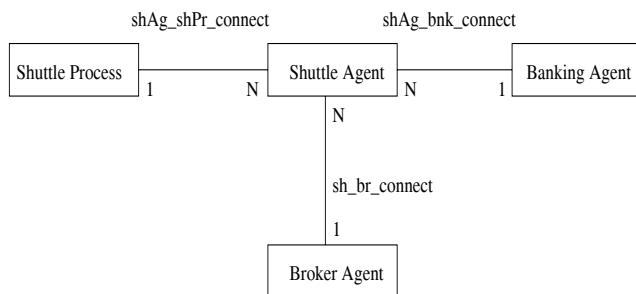 shAg_shPr_connect
shAg_bnk_connect
Shuttle Process
Shuttle Agent
Banking Agent
1
N
N
1
N
sh_br_connect
1
Broker Agent